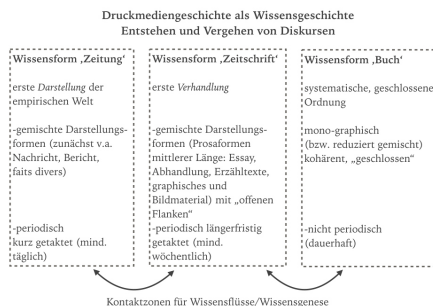 Druckmediengeschichte als Wissensgeschichte
Entstehen und Vergehen von Diskursen
Wissensform ‚Zeitung‘
erste Darstellung der
empirischen Welt
-gemischte Darstellungs-
formen (zunächst v.a.
Nachricht, Bericht,
faits divers)
-periodisch
kurz getaktet (mind.
täglich)
Wissensform ‚Zeitschrift‘
erste Verhandlung
-gemischte Darstellungs-
formen (Prosaformen
mittlerer Länge: Essay,
Abhandlung, Erzähltexte,
graphisches und
Bildmaterial) mit „offenen
Flanken“
-periodisch längerfristig
getaktet (mind.
wöchentlich)
Wissensform ‚Buch‘
systematische, geschlossene
Ordnung
mono-graphisch
(bzw. reduziert gemischt)
kohärent, „geschlossen“
-nicht periodisch
(dauerhaft)
Kontaktzonen für Wissensflüsse/Wissensgenese